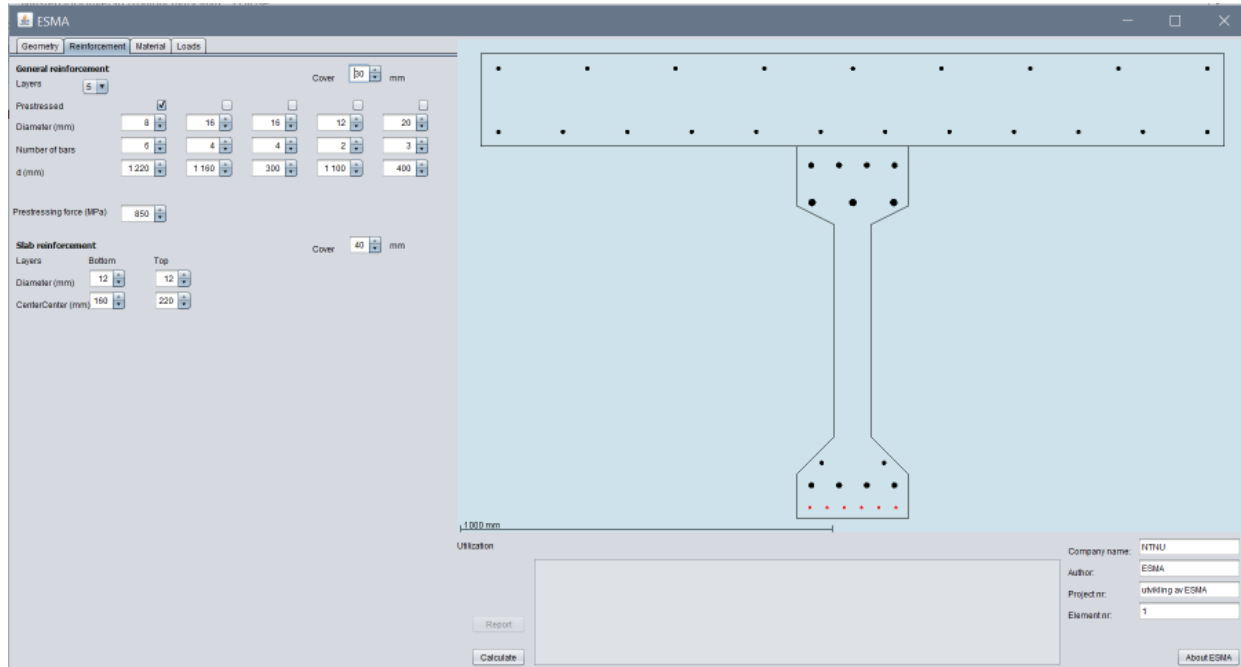 ESMA
Geometry Reinforcement Material Loads
General reinforcement
Cover 30 mm
Layers 5
Prestressed
Diameter (mm) 8 16 16 12 20
Number of bars 6 4 4 2 3
d (mm) 1 220 1 160 300 1 100 400
Prestressing force (MPa) 850
Slab reinforcement
Cover 40 mm
Layers Bottom Top
Diameter (mm) 12 12
CenterCenter (mm) 160 220
1000 mm
Utilization
Report
Calculate
Company name: NTNU
Author: ESMA
Project nr: utvikling av ESMA
Element nr: 1
About ESMA